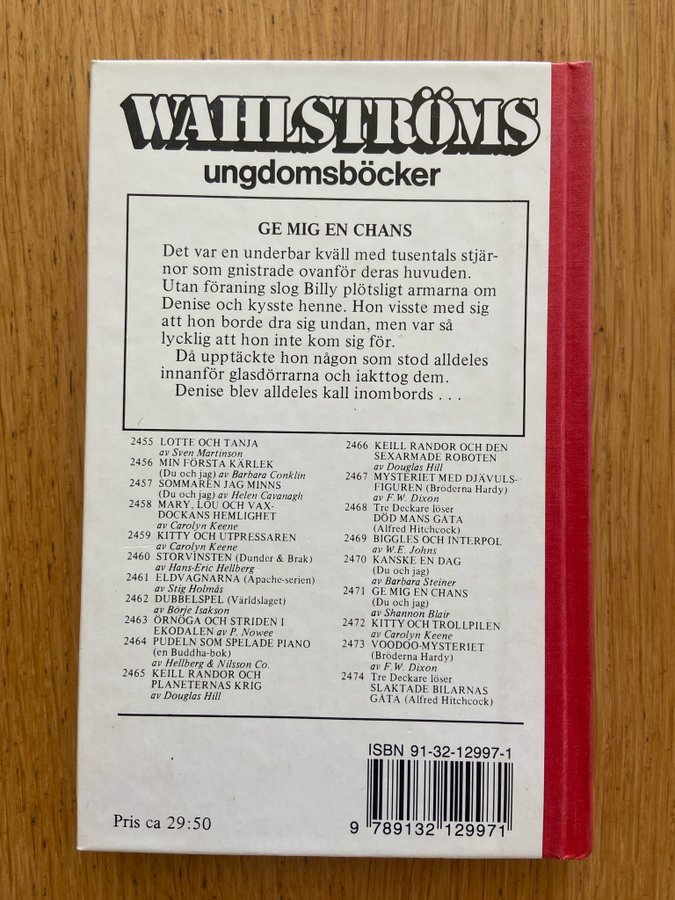 WAHLSTRÖMS
ungdomsböcker
GE MIG EN CHANS
Det var en underbar kväll med tusentals stjär-
nor som gnistrade ovanför deras huvuden.
Utan föraning slog Billy plötsligt armarna om
Denise och kysste henne. Hon visste med sig
att hon borde dra sig undan, men var så
lycklig att hon inte kom sig för.
Då upptäckte hon någon som stod alldeles
innanför glasdörrarna och iakttog dem.
Denise blev alldeles kall inombords . . .
2455 LOTTE OCH TANJA
av Sven Martinson
2456 MIN FÖRSTA KÄRLEK
(Du och jag) av Barbara Conklin
2457 SOMMAREN JAG MINNS
(Du och jag) av Helen Cavanagh
2458 MARY, LOU OCH VAX-
DOCKANS HEMLIGHET
av Carolyn Keene
2459 KITTY OCH UTPRESSAREN
av Carolyn Keene
2460 STORVINSTEN (Dunder & Brak)
av Hans-Eric Hellberg
2461 ELDVAGNARNA (Apache-serien)
av Stig Holmås
2462 DUBBELSPEL (Världslaget)
av Börje Isakson
2463 ÖRNÖGA OCH STRIDEN I
EKODALEN av P. Nowee
2464 PUDELN SOM SPELADE PIANO
(en Buddha-bok)
av Hellberg & Nilsson Co.
2465 KEILL RANDOR OCH
PLANETERNAS KRIG
av Douglas Hill
2466 KEILL RANDOR OCH DEN
SEXARMADE ROBOTEN
av Douglas Hill
2467 MYSTERIET MED DJÄVULS-
FIGUREN (Bröderna Hardy)
av F.W. Dixon
2468 Tre Deckare löser
DÖD MANS GÅTA
(Alfred Hitchcock)
2469 BIGGLES OCH INTERPOL
av W.E. Johns
2470 KANSKE EN DAG
(Du och jag)
av Barbara Steiner
2471 GE MIG EN CHANS
(Du och jag)
av Shannon Blair
2472 KITTY OCH TROLLPILEN
av Carolyn Keene
2473 VOODOO-MYSTERIET
(Bröderna Hardy)
av F.W. Dixon
2474 Tre Deckare löser
SLAKTADE BILARNAS
GÅTA (Alfred Hitchcock)
ISBN 91-32-12997-1
9 789132 129971
Pris ca 29:50